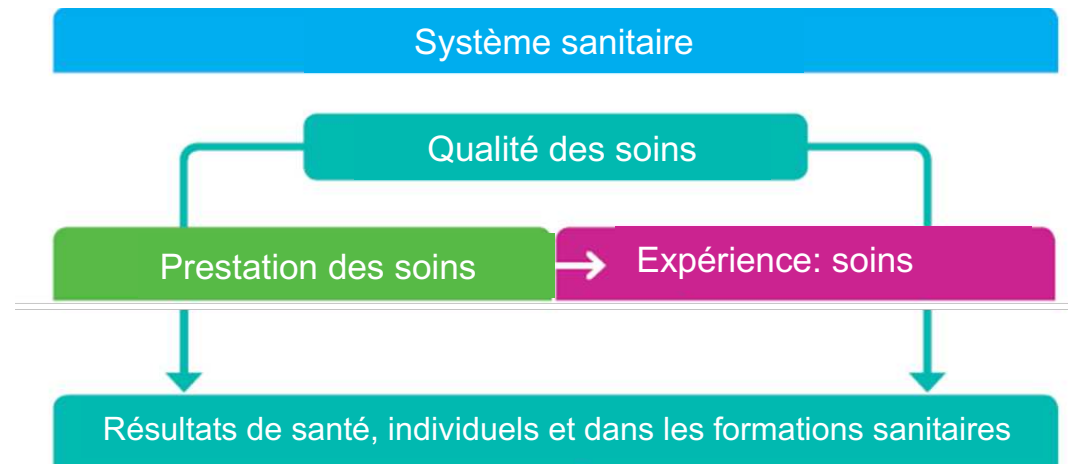 Système sanitaire
Qualité des soins
Prestation des soins
Expérience: soins
Résultats de santé, individuels et dans les formations sanitaires